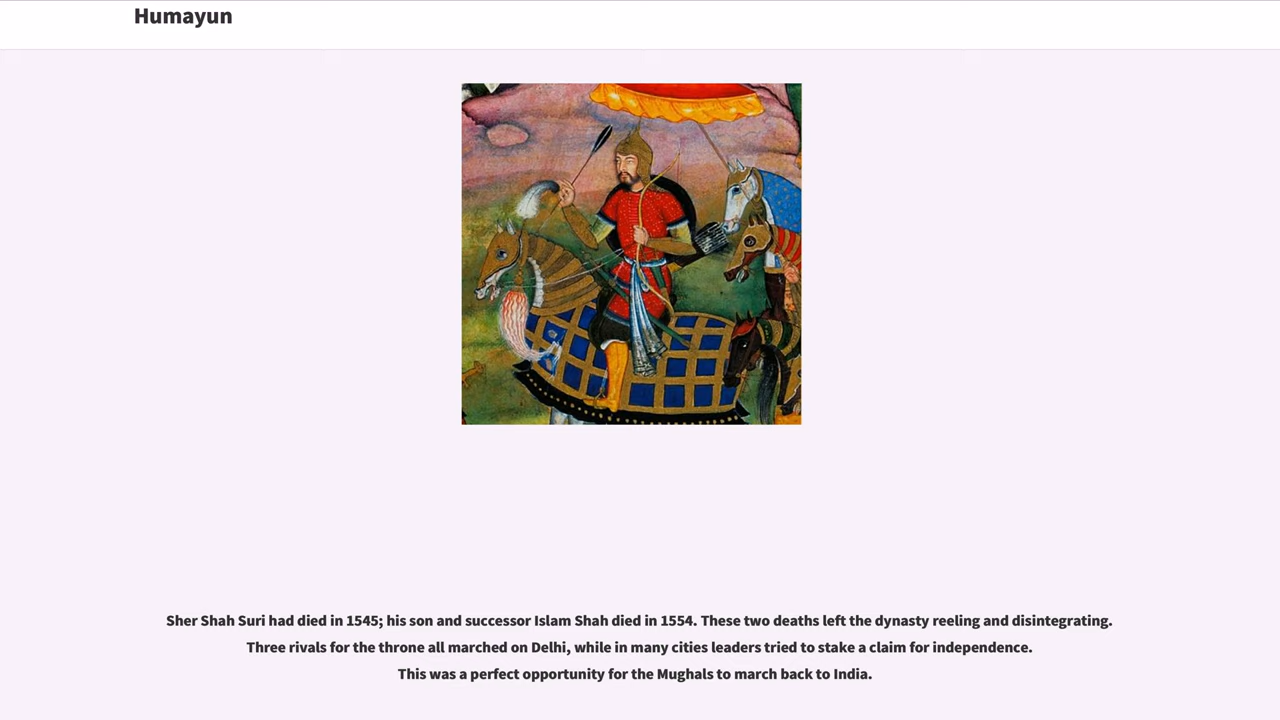 Humayun
Sher Shah Suri had died in 1545; his son and successor Islam Shah died in 1554. These two deaths left the dynasty reeling and disintegrating.
Three rivals for the throne all marched on Delhi, while in many cities leaders tried to stake a claim for independence.
This was a perfect opportunity for the Mughals to march back to India.